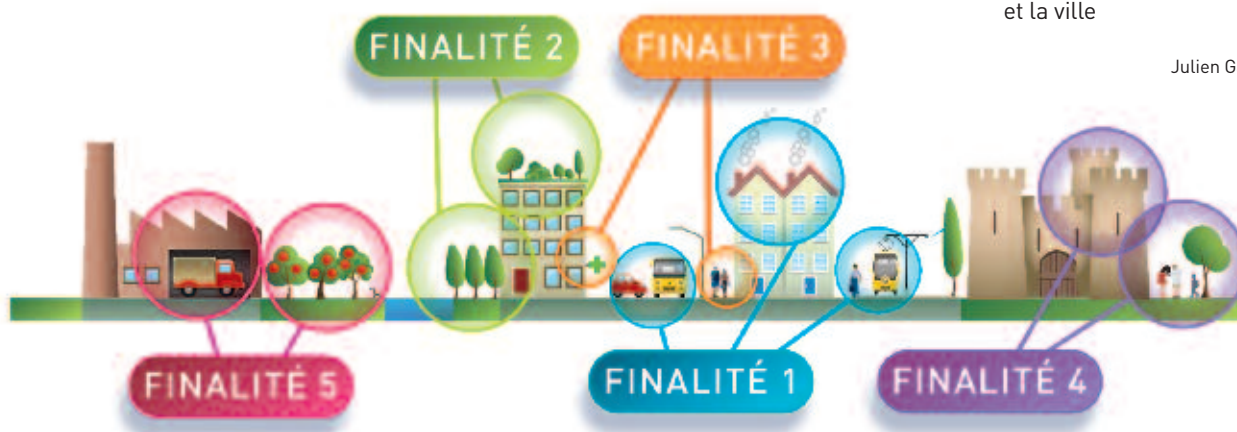 et la ville
Julien G
FINALITÉ 2
FINALITÉ 3
FINALITÉ 5
FINALITÉ 1
FINALITÉ 4